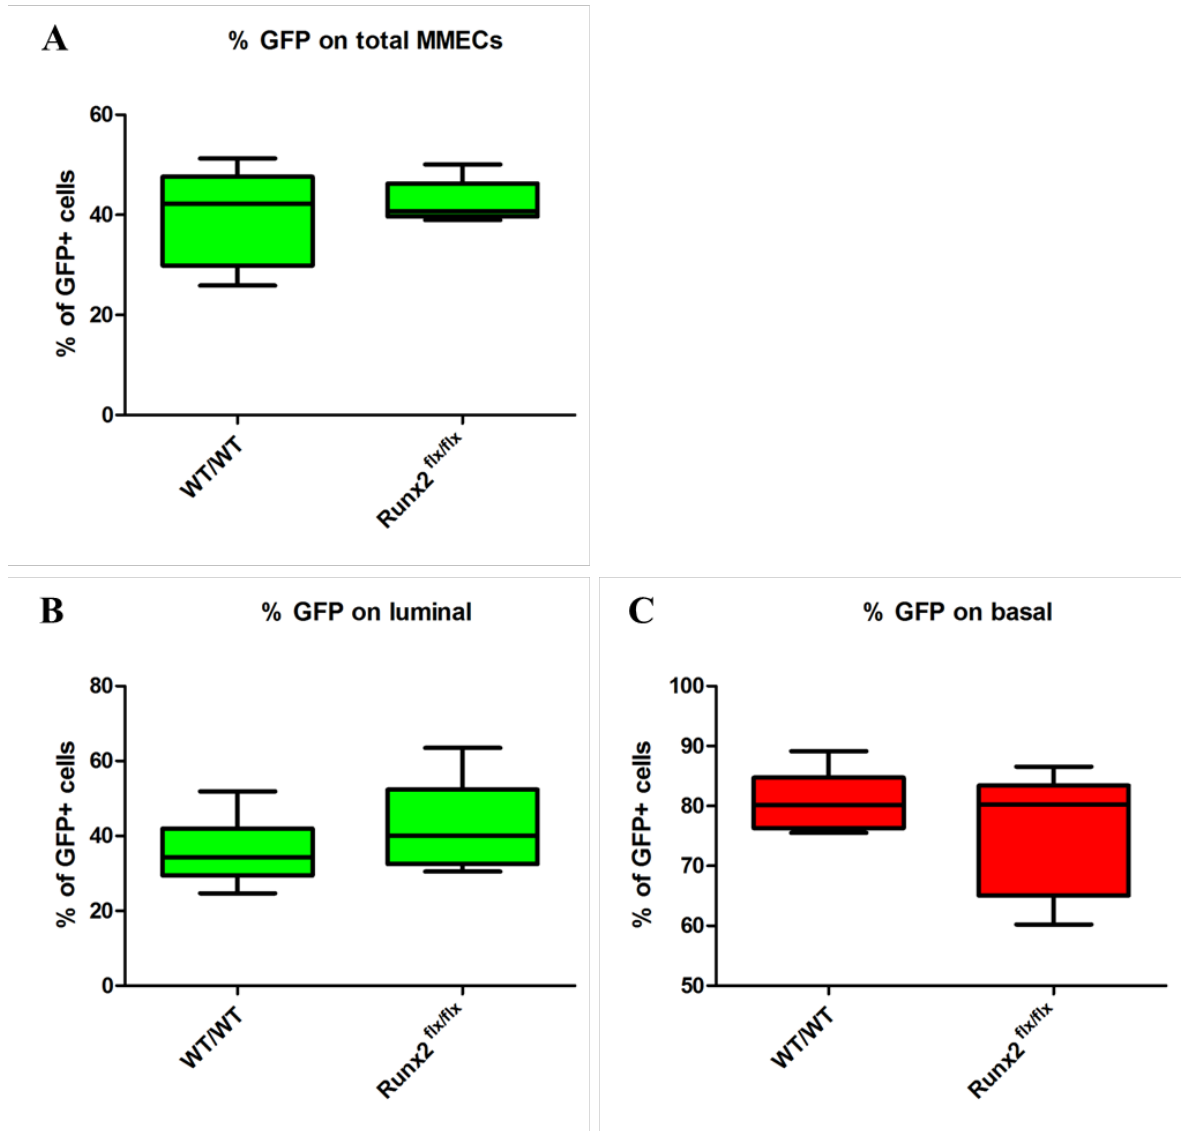 A
% GFP on total MMECs
% of GFP+ cells
60
40
20
0
WT/WT
Runx2 flx/flx
B
% GFP on luminal
% of GFP+ cells
80
60
40
20
0
WT/WT
Runx2 flx/flx
C
% GFP on basal
% of GFP+ cells
100
90
80
70
60
50
WT/WT
Runx2 flx/flx